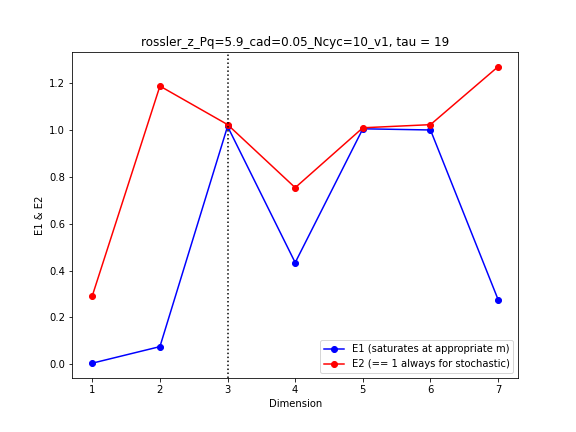 rossler_z_Pq=5.9_cad=0.05_Ncyc=10_v1, tau = 19
E1 & E2
1.2
1.0
0.8
0.6
0.4
0.2
0.0
E1 (saturates at appropriate m)
E2 (== 1 always for stochastic)
1 2 3 4 5 6 7
Dimension